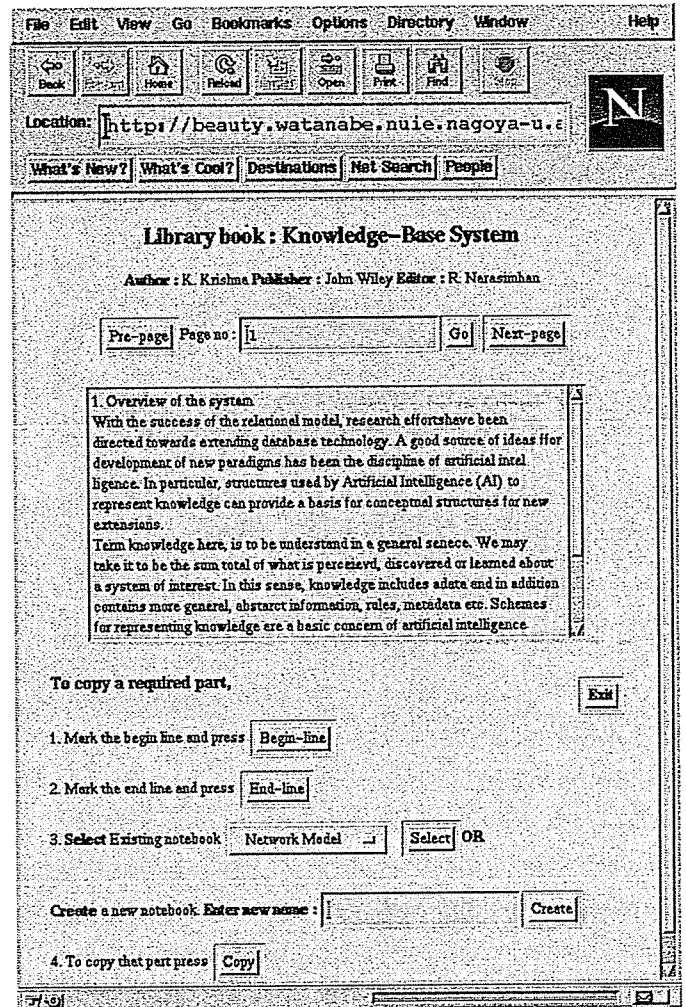 File Edit View Go Bookmarks Options Directory Window Help
Back Home Reload Open Print Find Stop
N
Location: http://beauty.watanabe.nuie.nagoya-u.a
What's New? What's Cool? Destinations Net Search People
Library book : Knowledge-Base System
Author : K. Krishna Publisher : John Wiley Editor : R. Narasimhan
Pre-page Page no : 1 Go Next-page
1. Overview of the system
With the success of the relational model, research effortshave been
directed towards extending database technology. A good source of ideas ffor
development of new paradigms has been the discipline of artificial intel
ligence. In perticular, structures used by Artificial Intelligence (AI) to
represent knowledge can provide a basis for conceptual structures for new
extensions.
Term knowledge here, is to be understand in a general senece. We may
take it to be the sum total of what is perceievd, discovered or learned about
a system of interest. In this sense, knowledge includes adata and in addition
contains more general, abstarct information, rules, metadata etc. Schemes
for representing knowledge are a basic concern of artificial intelligence
To copy a required part,
Exit
1. Mark the begin line and press Begin-line
2. Mark the end line and press End-line
3. Select Existing notebook Network Model Select OR
Create a new notebook. Enter new name : Create
4. To copy that part press Copy